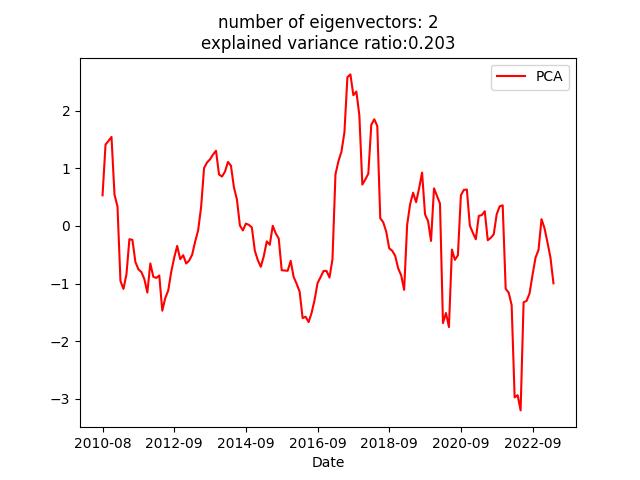 number of eigenvectors: 2
explained variance ratio:0.203
PCA
2
1
0
−1
−2
−3
2010-08 2012-09 2014-09 2016-09 2018-09 2020-09 2022-09
Date